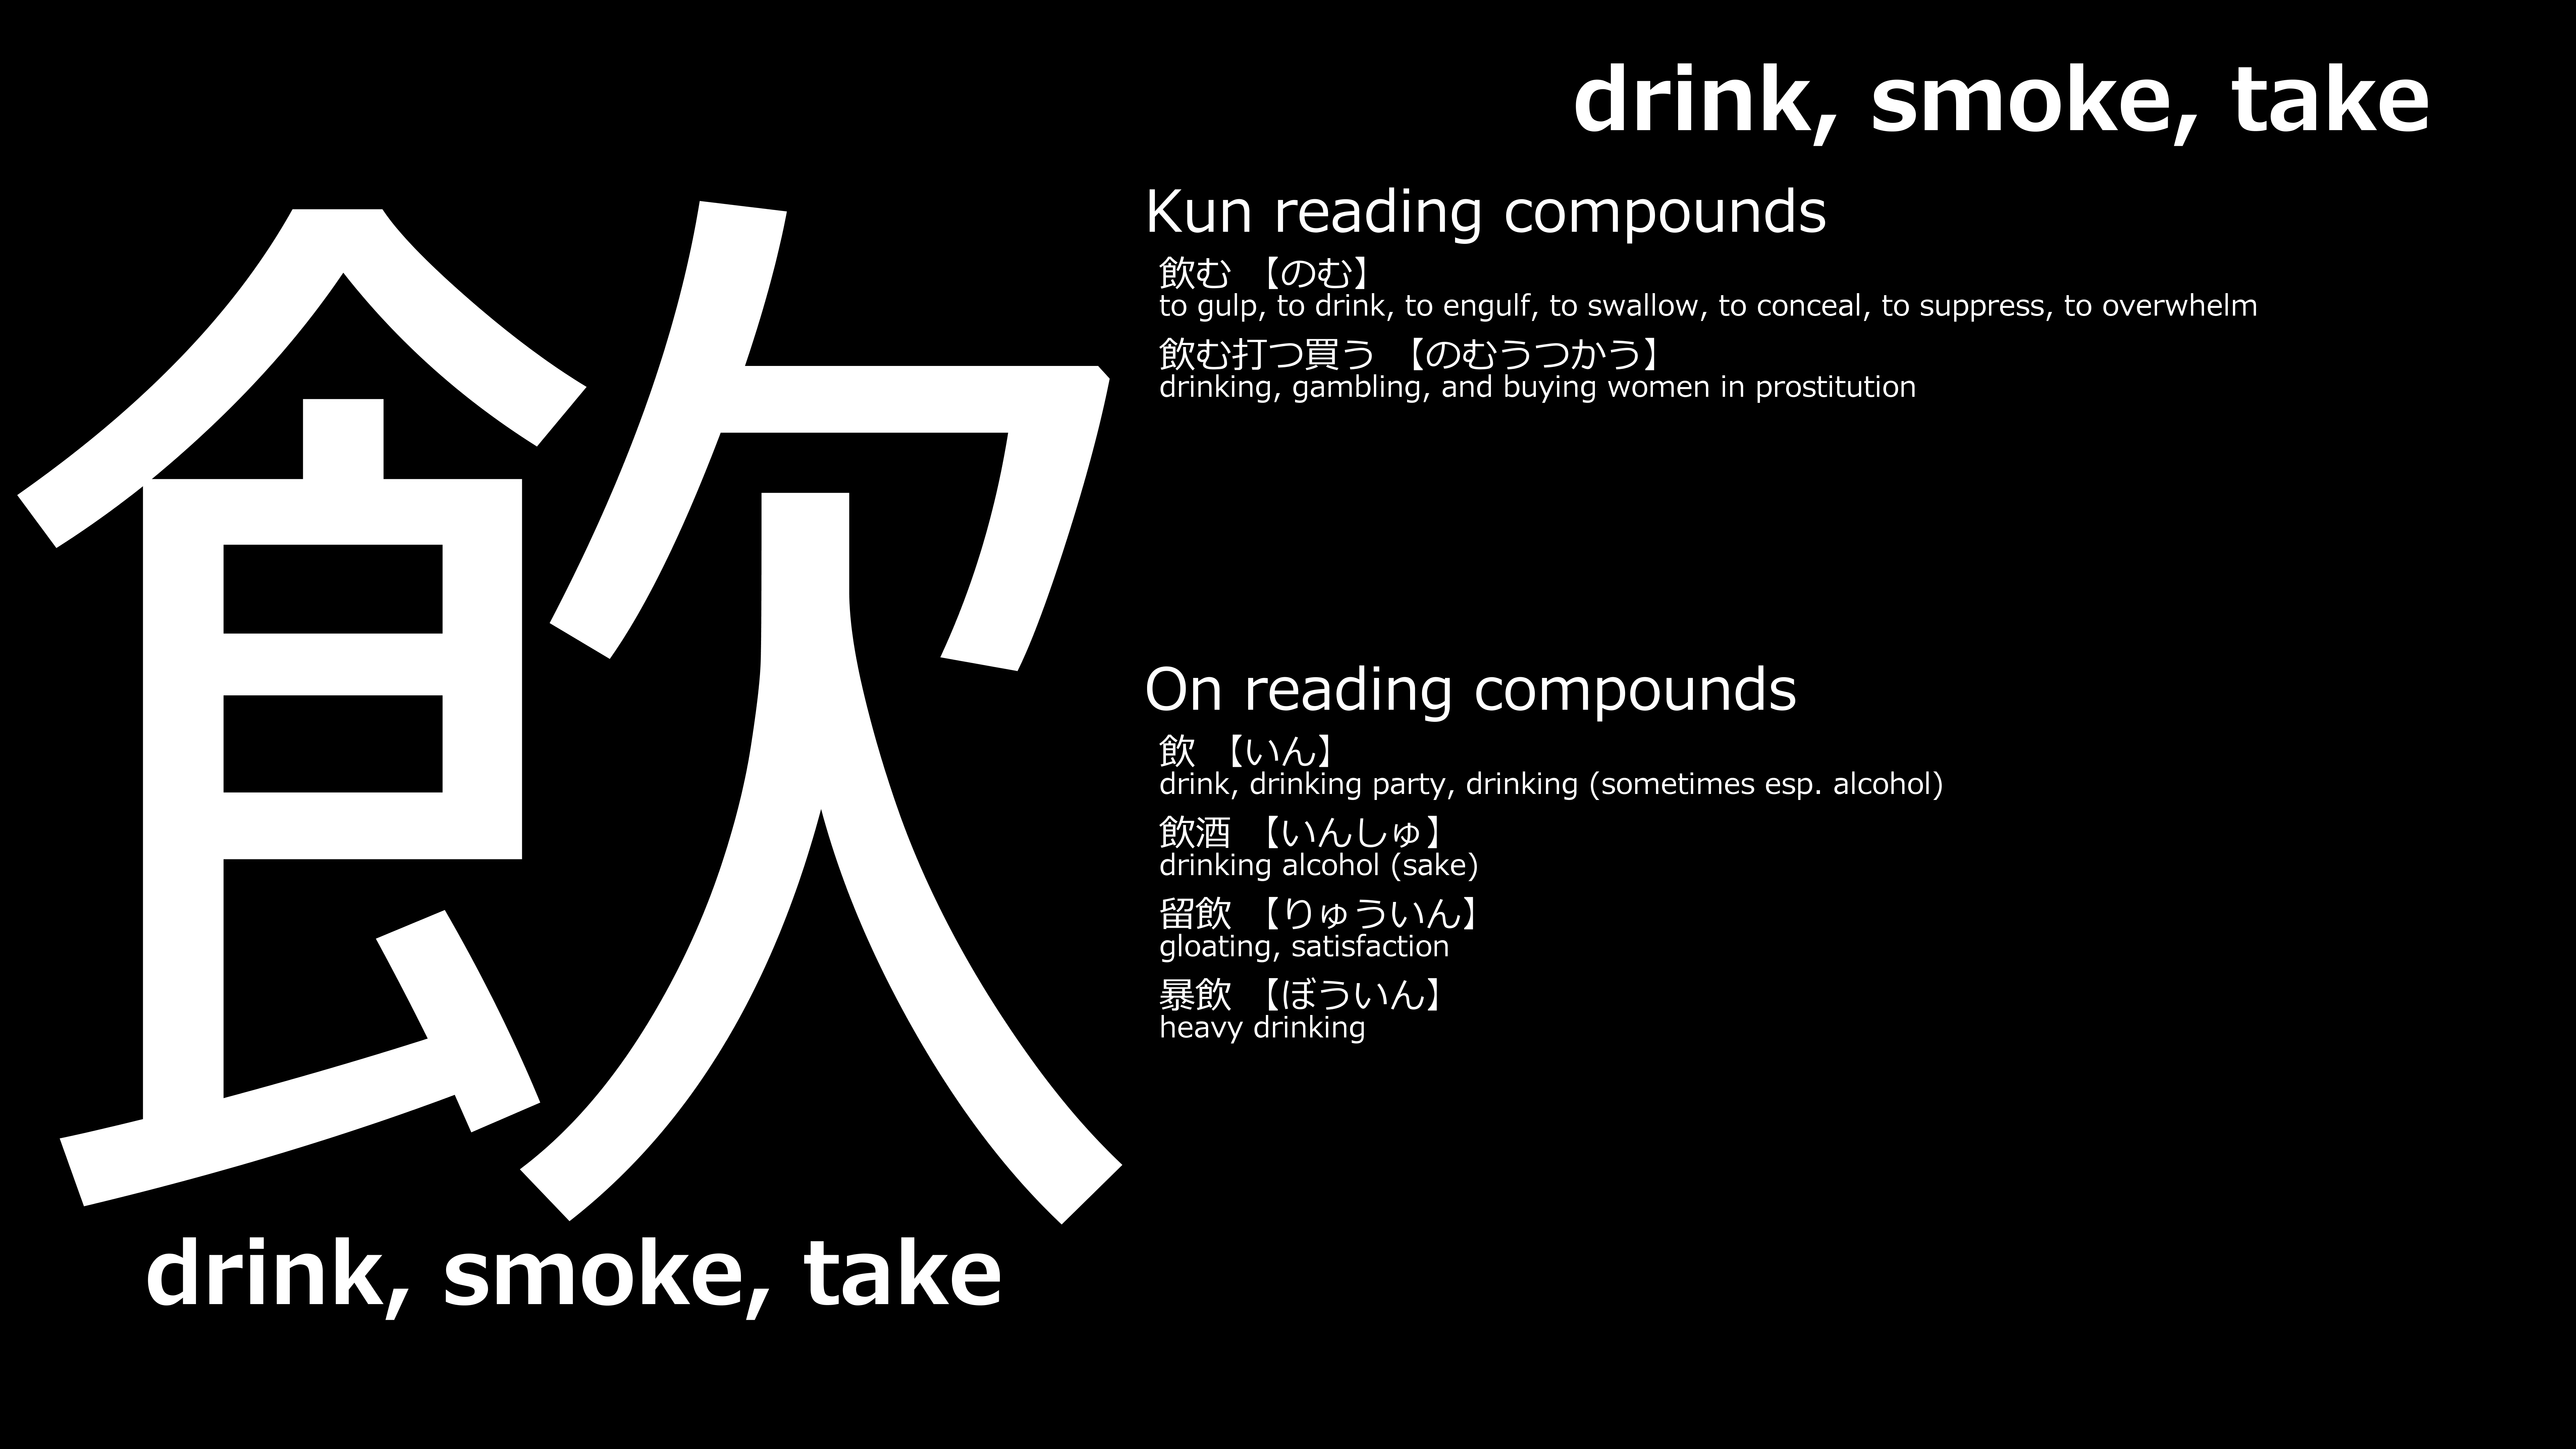 drink, smoke, take
飲
drink, smoke, take
Kun reading compounds
飲む 【のむ】
to gulp, to drink, to engulf, to swallow, to conceal, to suppress, to overwhelm
飲む打つ買う 【のむうつかう】
drinking, gambling, and buying women in prostitution
On reading compounds
飲 【いん】
drink, drinking party, drinking (sometimes esp. alcohol)
飲酒 【いんしゅ】
drinking alcohol (sake)
留飲 【りゅういん】
gloating, satisfaction
暴飲 【ぼういん】
heavy drinking